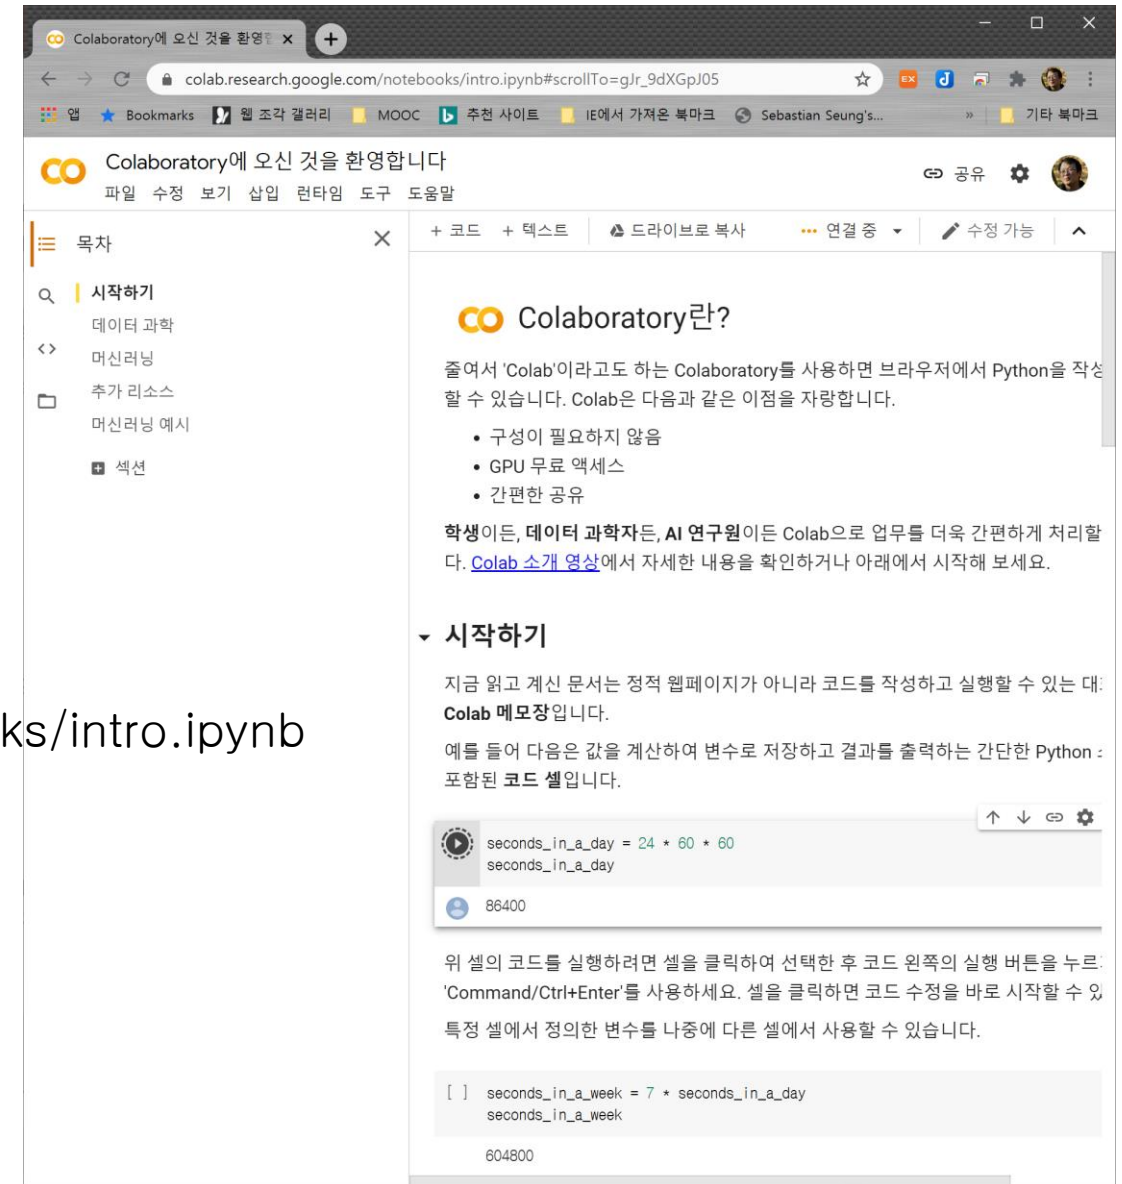 Colaboratory에 오신 것을 환영합
colab.research.google.com/notebooks/intro.ipynb#scrollTo=gJr_9dXGpJ05
앱 Bookmarks 웹 조각 갤러리 MOOC 추천 사이트 IE에서 가져온 북마크 Sebastian Seung's... » 기타 북마크
Colaboratory에 오신 것을 환영합니다
공유
파일 수정 보기 삽입 런타임 도구 도움말
목차
+ 코드 + 텍스트 드라이브로 복사 ••• 연결 중 수정 가능
시작하기
데이터 과학
머신러닝
추가 리소스
머신러닝 예시
섹션
CO Colaboratory란?
줄여서 'Colab'이라고도 하는 Colaboratory를 사용하면 브라우저에서 Python을 작성
할 수 있습니다. Colab은 다음과 같은 이점을 자랑합니다.
• 구성이 필요하지 않음
• GPU 무료 액세스
• 간편한 공유
학생이든, 데이터 과학자든, AI 연구원이든 Colab으로 업무를 더욱 간편하게 처리할
다. Colab 소개 영상에서 자세한 내용을 확인하거나 아래에서 시작해 보세요.
시작하기
지금 읽고 계신 문서는 정적 웹페이지가 아니라 코드를 작성하고 실행할 수 있는
Colab 메모장입니다.
ks/intro.ipynb
예를 들어 다음은 값을 계산하여 변수로 저장하고 결과를 출력하는 간단한 Python
포함된 코드 셀입니다.
seconds_in_a_day = 24 * 60 * 60
seconds_in_a_day
86400
위 셀의 코드를 실행하려면 셀을 클릭하여 선택한 후 코드 왼쪽의 실행 버튼을
'Command/Ctrl+Enter'를 사용하세요. 셀을 클릭하면 코드 수정을 바로 시작할 수
특정 셀에서 정의한 변수를 나중에 다른 셀에서 사용할 수 있습니다.
[ ] seconds_in_a_week = 7 * seconds_in_a_day
seconds_in_a_week
604800